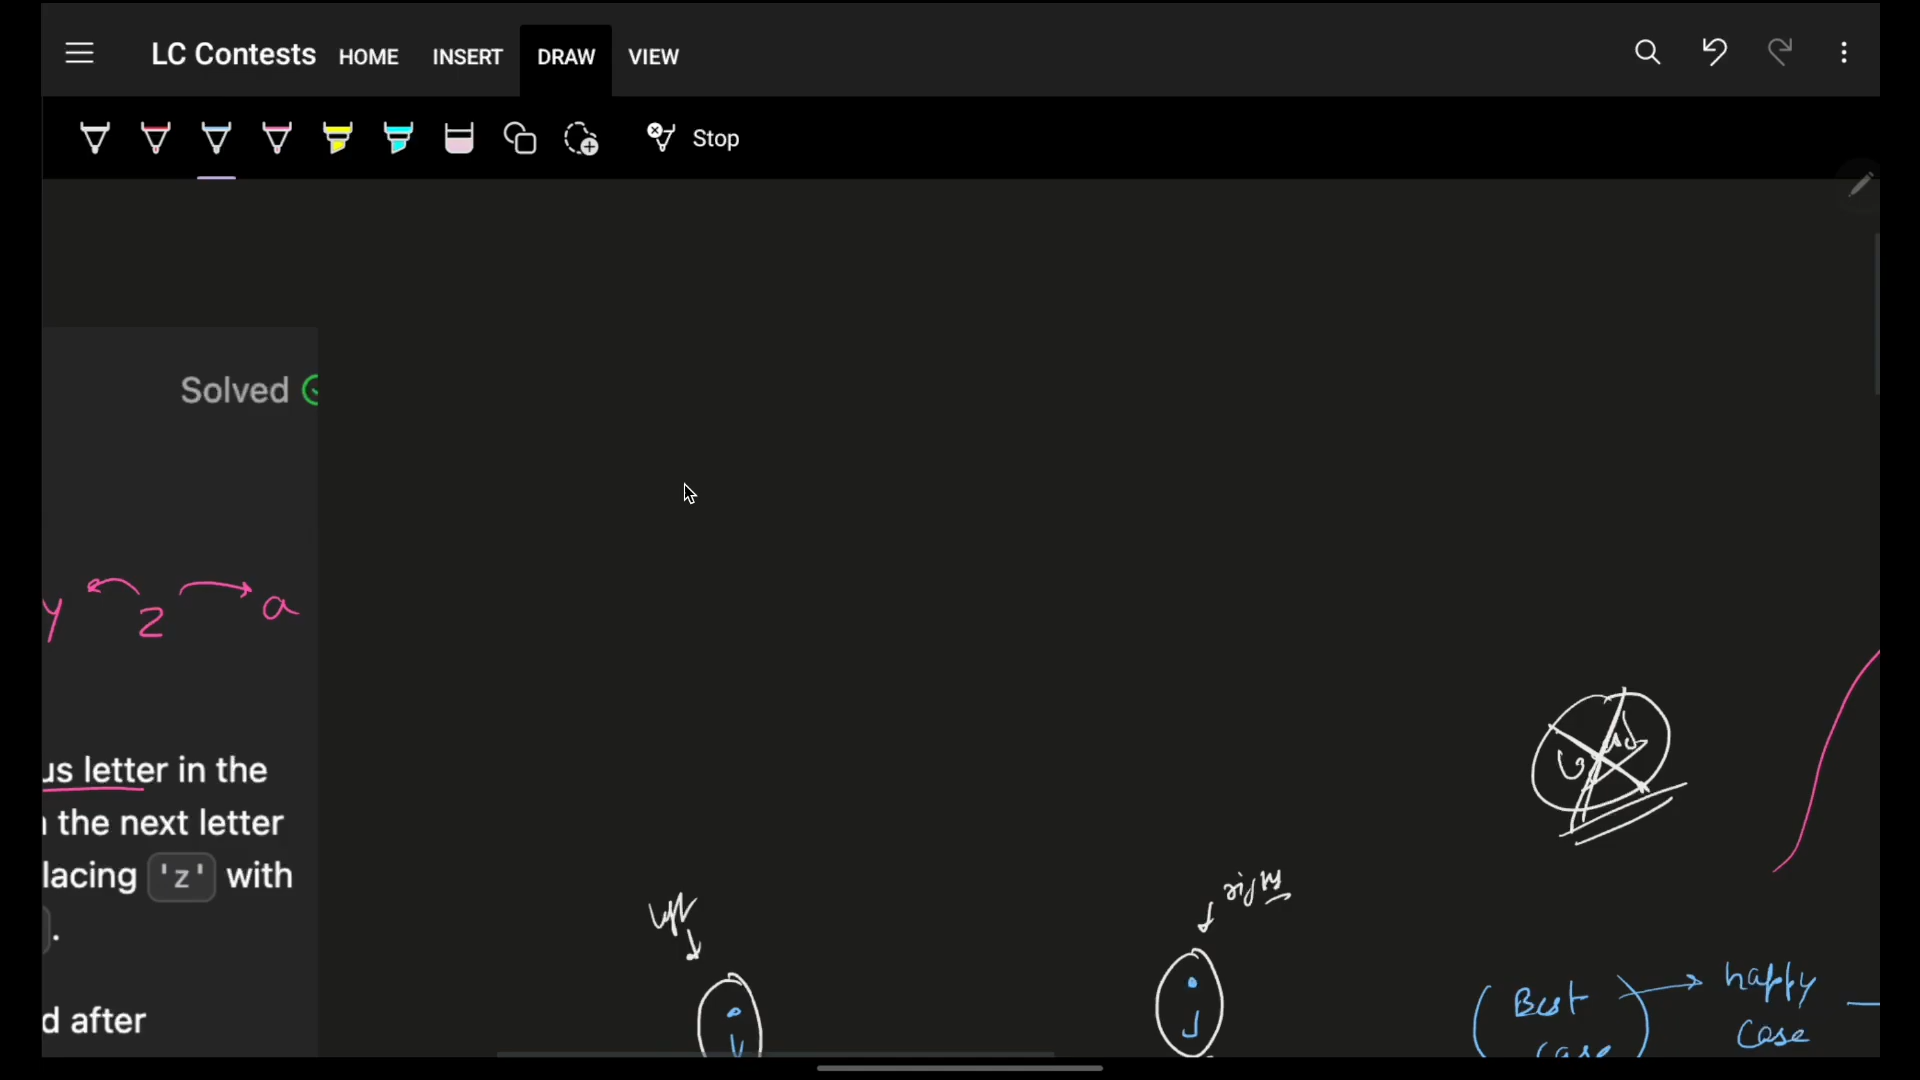 LC Contests HOME INSERT DRAW VIEW
Stop
Solved
y z a
us letter in the
the next letter
lacing 'z' with
.
d after
left
right
i
j
Best
case
happy
case